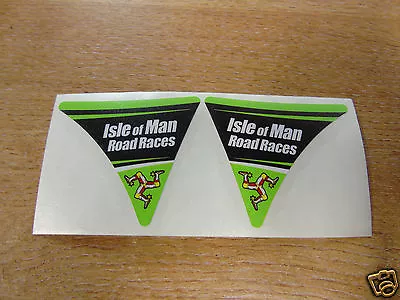 Isle of Man
Road Races
Isle of Man
Road Races